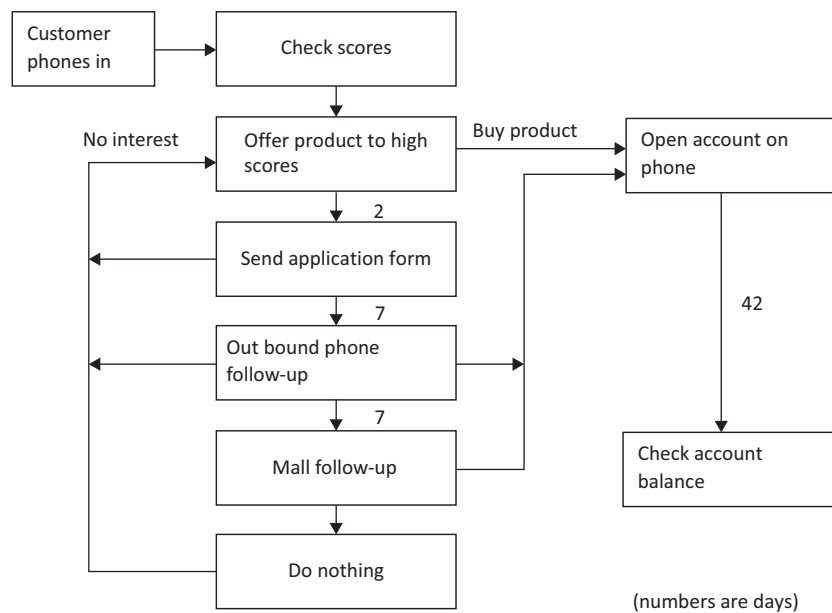 Customer
phones in
Check scores
No interest
Offer product to high
scores
Buy product
Open account on
phone
2
Send application form
7
42
Out bound phone
follow-up
7
Mall follow-up
Check account
balance
Do nothing
(numbers are days)